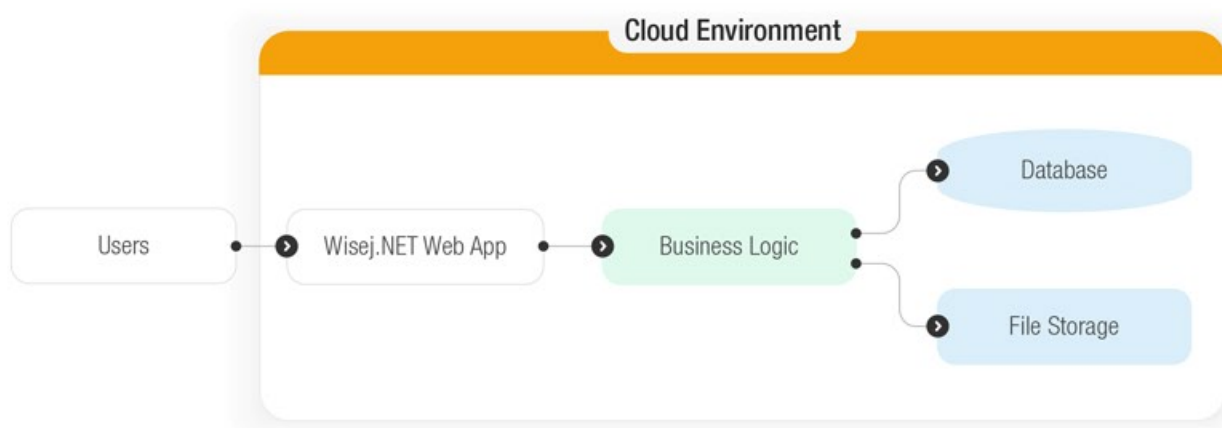 Cloud Environment
Database
Users
Wisej.NET Web App
Business Logic
File Storage